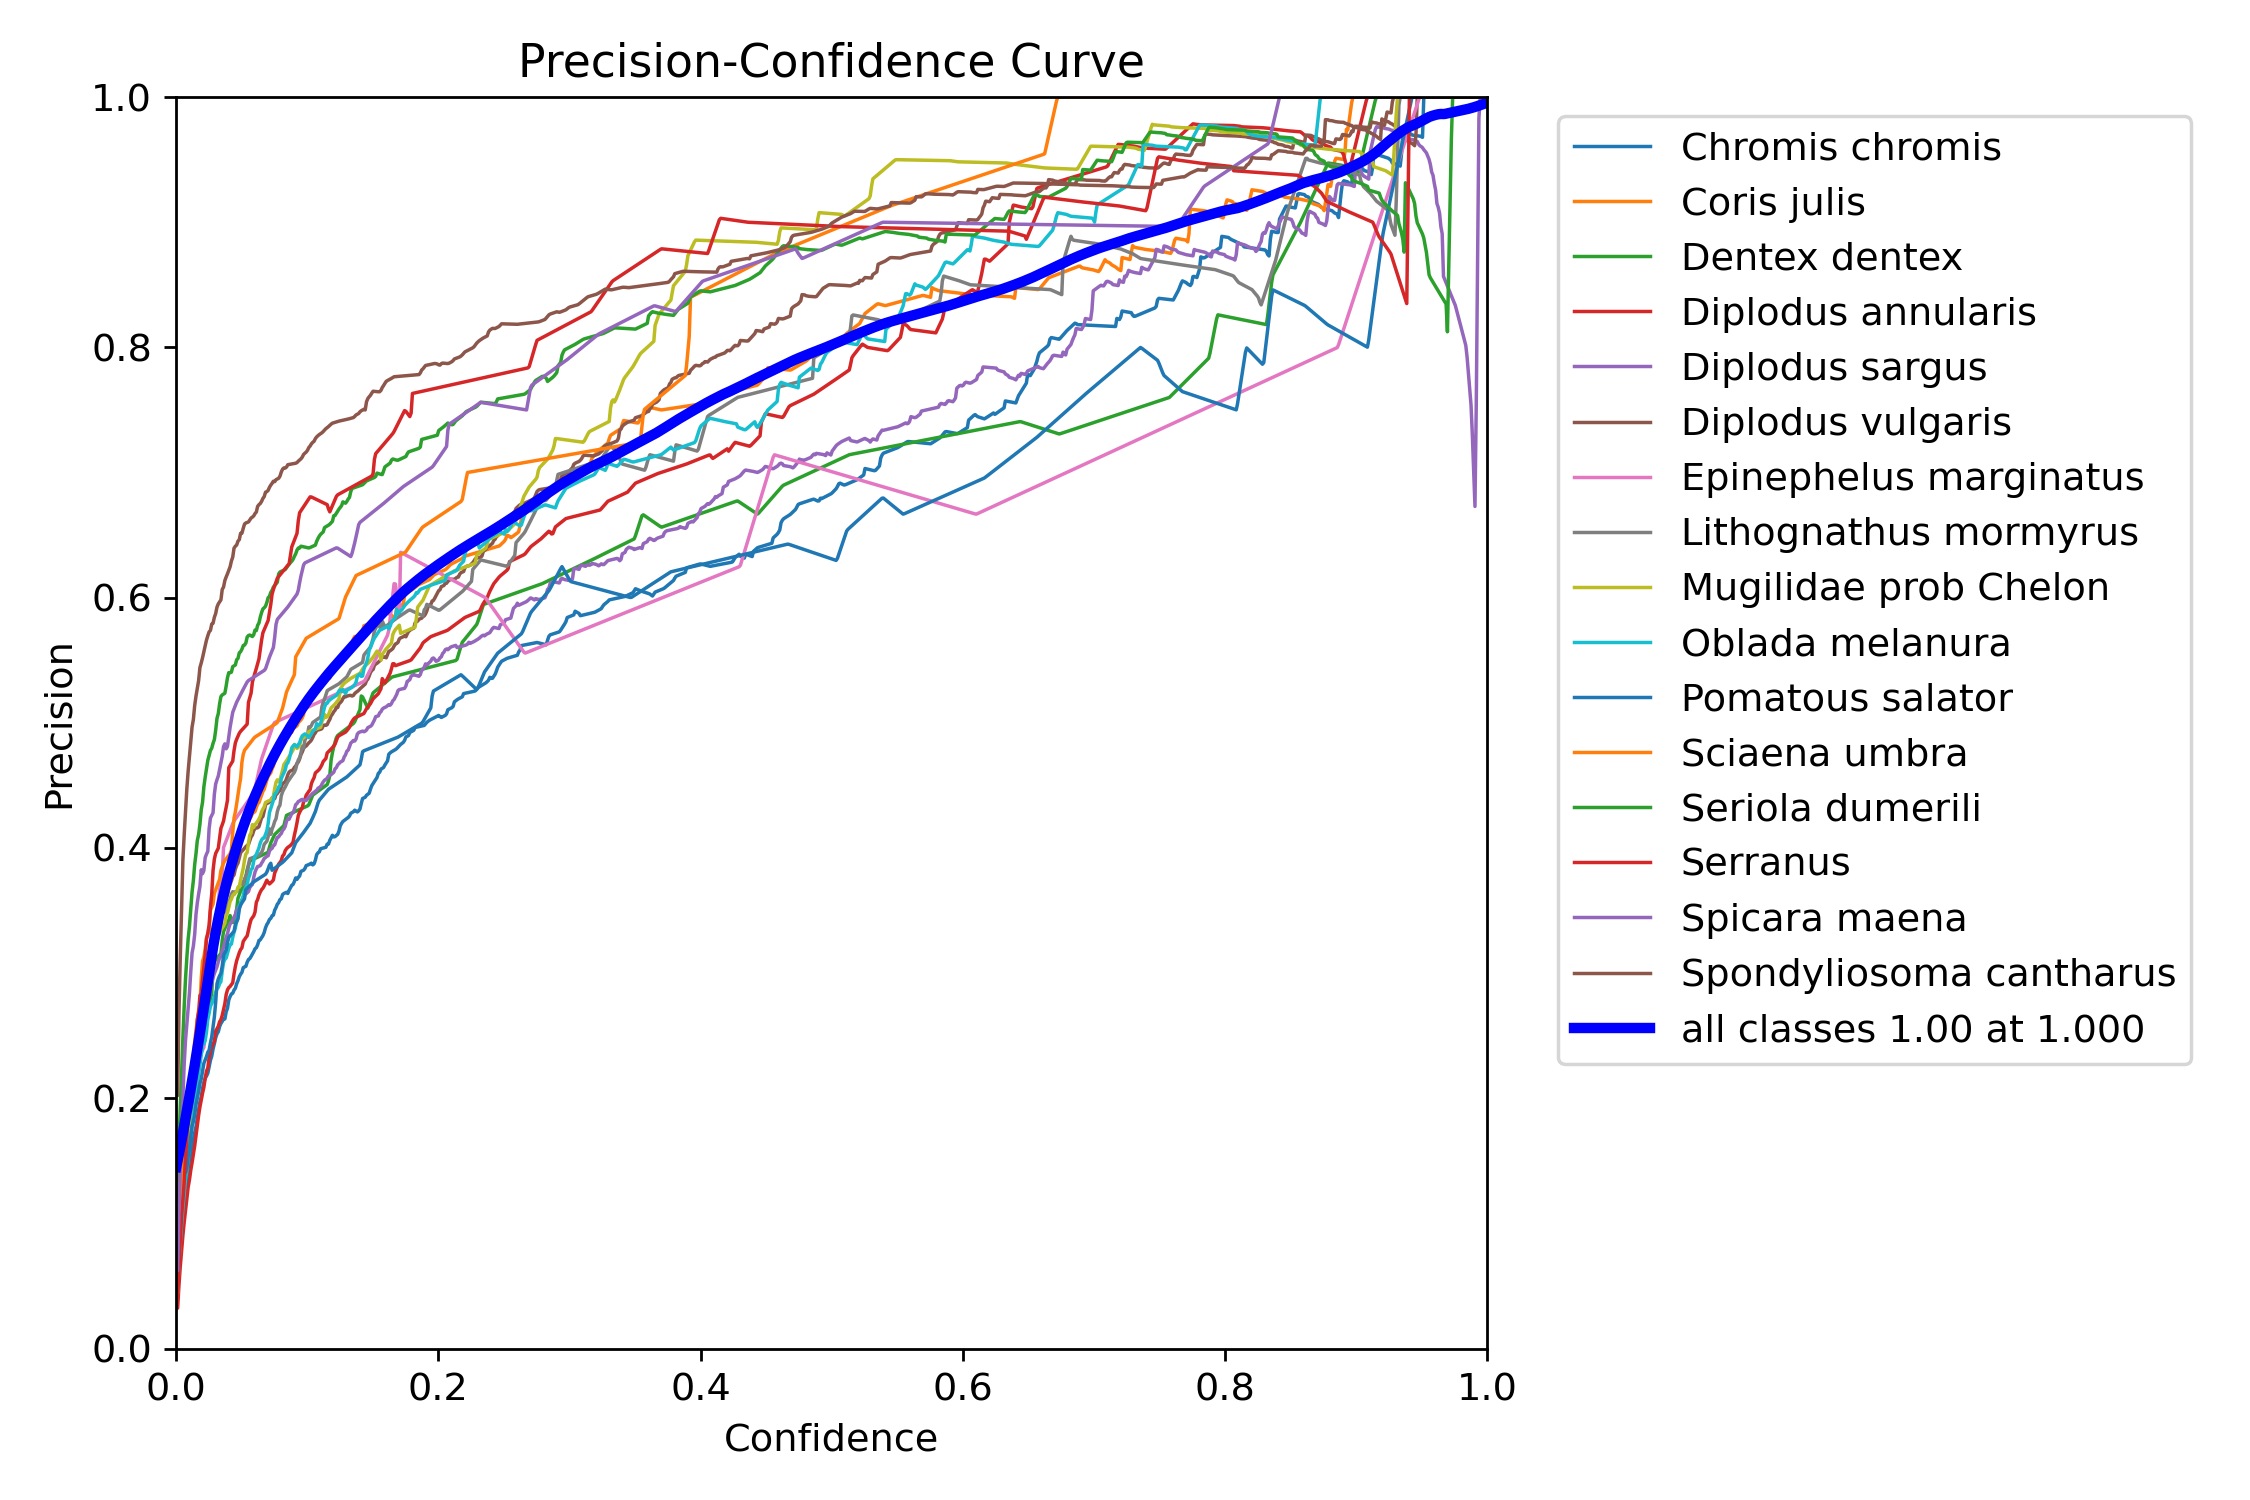 Precision-Confidence Curve
1.0
0.8
0.6
0.4
0.2
0.0
Precision
0.0 0.2 0.4 0.6 0.8 1.0
Confidence
Chromis chromis
Coris julis
Dentex dentex
Diplodus annularis
Diplodus sargus
Diplodus vulgaris
Epinephelus marginatus
Lithognathus mormyrus
Mugilidae prob Chelon
Oblada melanura
Pomatous salator
Sciaena umbra
Seriola dumerili
Serranus
Spicara maena
Spondyliosoma cantharus
all classes 1.00 at 1.000